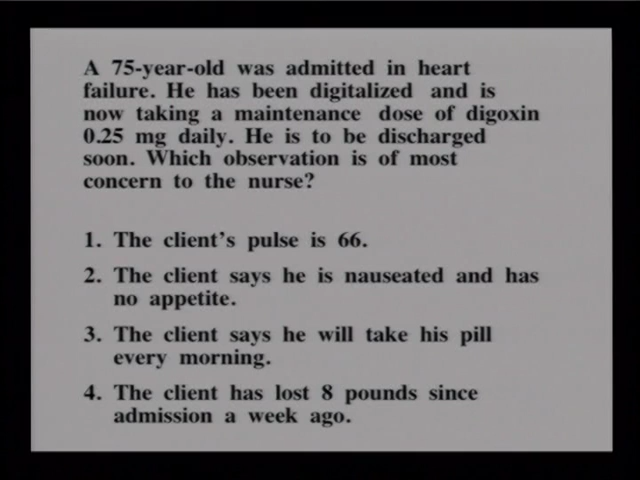 A 75-year-old was admitted in heart
failure. He has been digitalized and is
now taking a maintenance dose of digoxin
0.25 mg daily. He is to be discharged
soon. Which observation is of most
concern to the nurse?
1. The client's pulse is 66.
2. The client says he is nauseated and has
no appetite.
3. The client says he will take his pill
every morning.
4. The client has lost 8 pounds since
admission a week ago.